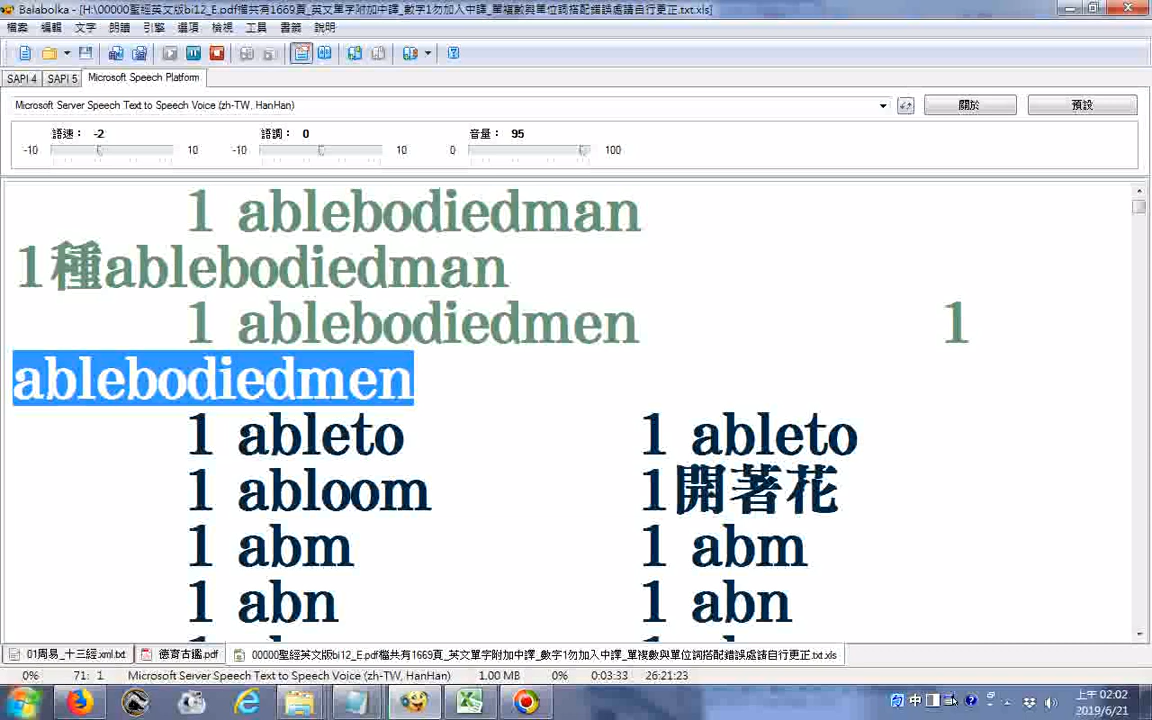 Balabolka - [H:\00000聖經英文版bi12_E.pdf檔共有1669頁_英文單字附加中譯_數字1勿加入中譯_單複數與單位詞搭配錯誤處請自行更正.txt.xls]
檔案 編輯 文字 朗讀 引擎 選項 檢視 工具 書籤 說明
SAPI 4 SAPI 5 Microsoft Speech Platform
Microsoft Server Speech Text to Speech Voice (zh-TW, HanHan) 關於 預設
語速： -2 語調： 0 音量： 95
-10 10 -10 10 0 100
1 ablebodiedman
1種ablebodiedman
1 ablebodiedmen 1
ablebodiedmen
1 ableto 1 ableto
1 abloom 1開著花
1 abm 1 abm
1 abn 1 abn
01周易_十三經.xml.txt 德育古鑑.pdf 00000聖經英文版bi12_E.pdf檔共有1669頁_英文單字附加中譯_數字1勿加入中譯_單複數與單位詞搭配錯誤處請自行更正.txt.xls
0% 71: 1 Microsoft Server Speech Text to Speech Voice (zh-TW, HanHan) 1.00 MB 0% 0:03:33 26:21:23
中 上午 02:02
2019/6/21